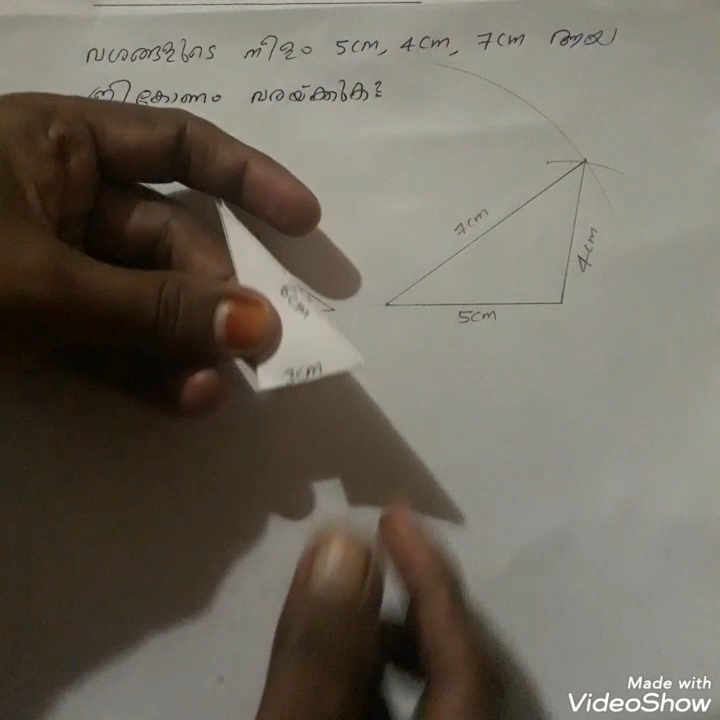 വശങ്ങളുടെ നീളം 5cm, 4cm, 7cm ആയ
ത്രികോണം വരയ്ക്കുക?
7cm
4cm
5cm
7cm
Made with
VideoShow